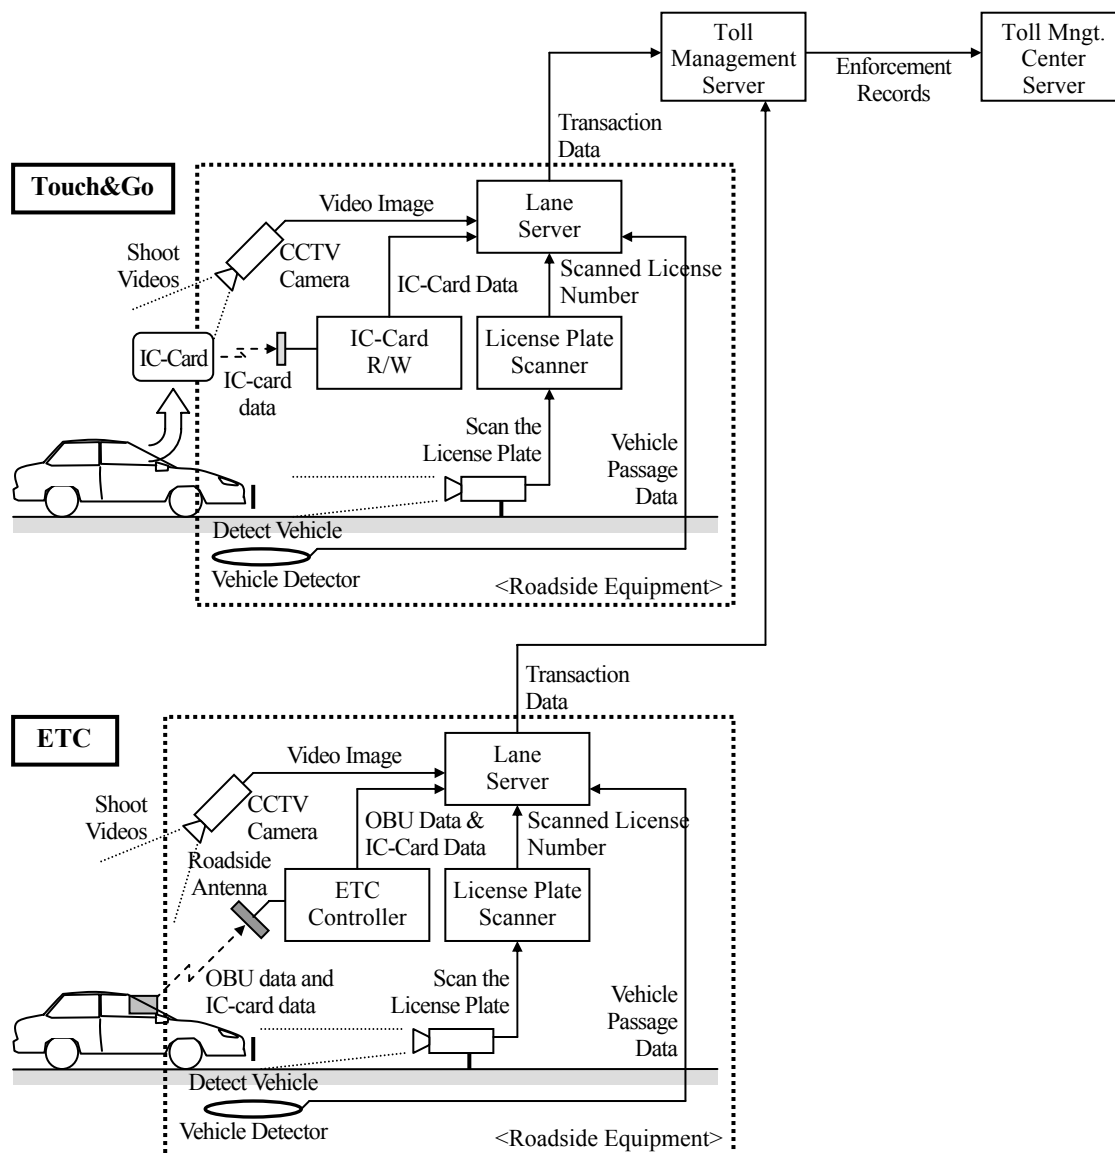 Toll
Management
Server
Enforcement
Records
Toll Mngt.
Center
Server
Transaction
Data
Touch&Go
Video Image
Lane
Server
Shoot
Videos
CCTV
Camera
IC-Card Data
Scanned License
Number
IC-Card
IC-card
data
IC-Card
R/W
License Plate
Scanner
Scan the
License Plate
Vehicle
Passage
Data
Detect Vehicle
Vehicle Detector
<Roadside Equipment>
Transaction
Data
ETC
Video Image
Lane
Server
Shoot
Videos
CCTV
Camera
OBU Data &
IC-Card Data
Scanned License
Number
Roadside
Antenna
ETC
Controller
License Plate
Scanner
OBU data and
IC-card data
Scan the
License Plate
Vehicle
Passage
Data
Detect Vehicle
Vehicle Detector
<Roadside Equipment>